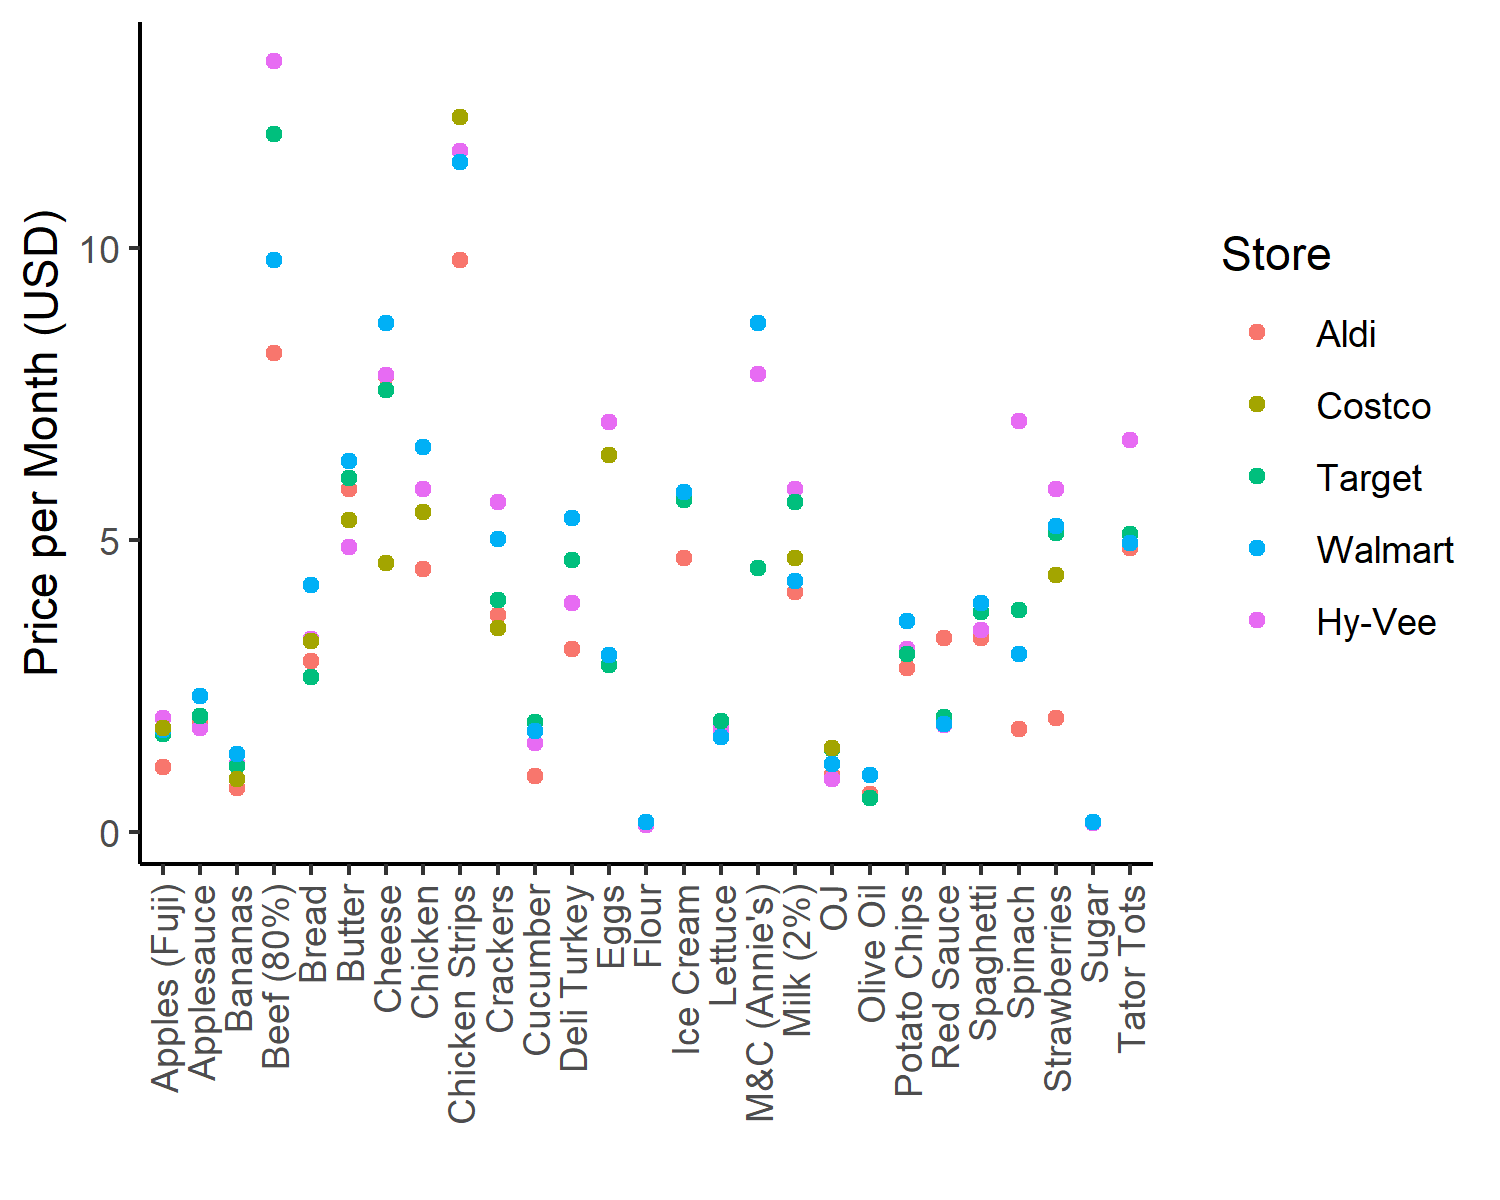 Price per Month (USD)
10
5
0
Apples (Fuji)
Applesauce
Bananas
Beef (80%)
Bread
Butter
Cheese
Chicken
Chicken Strips
Crackers
Cucumber
Deli Turkey
Eggs
Flour
Ice Cream
Lettuce
M&C (Annie's)
Milk (2%)
OJ
Olive Oil
Potato Chips
Red Sauce
Spaghetti
Spinach
Strawberries
Sugar
Tator Tots
Store
Aldi
Costco
Target
Walmart
Hy-Vee